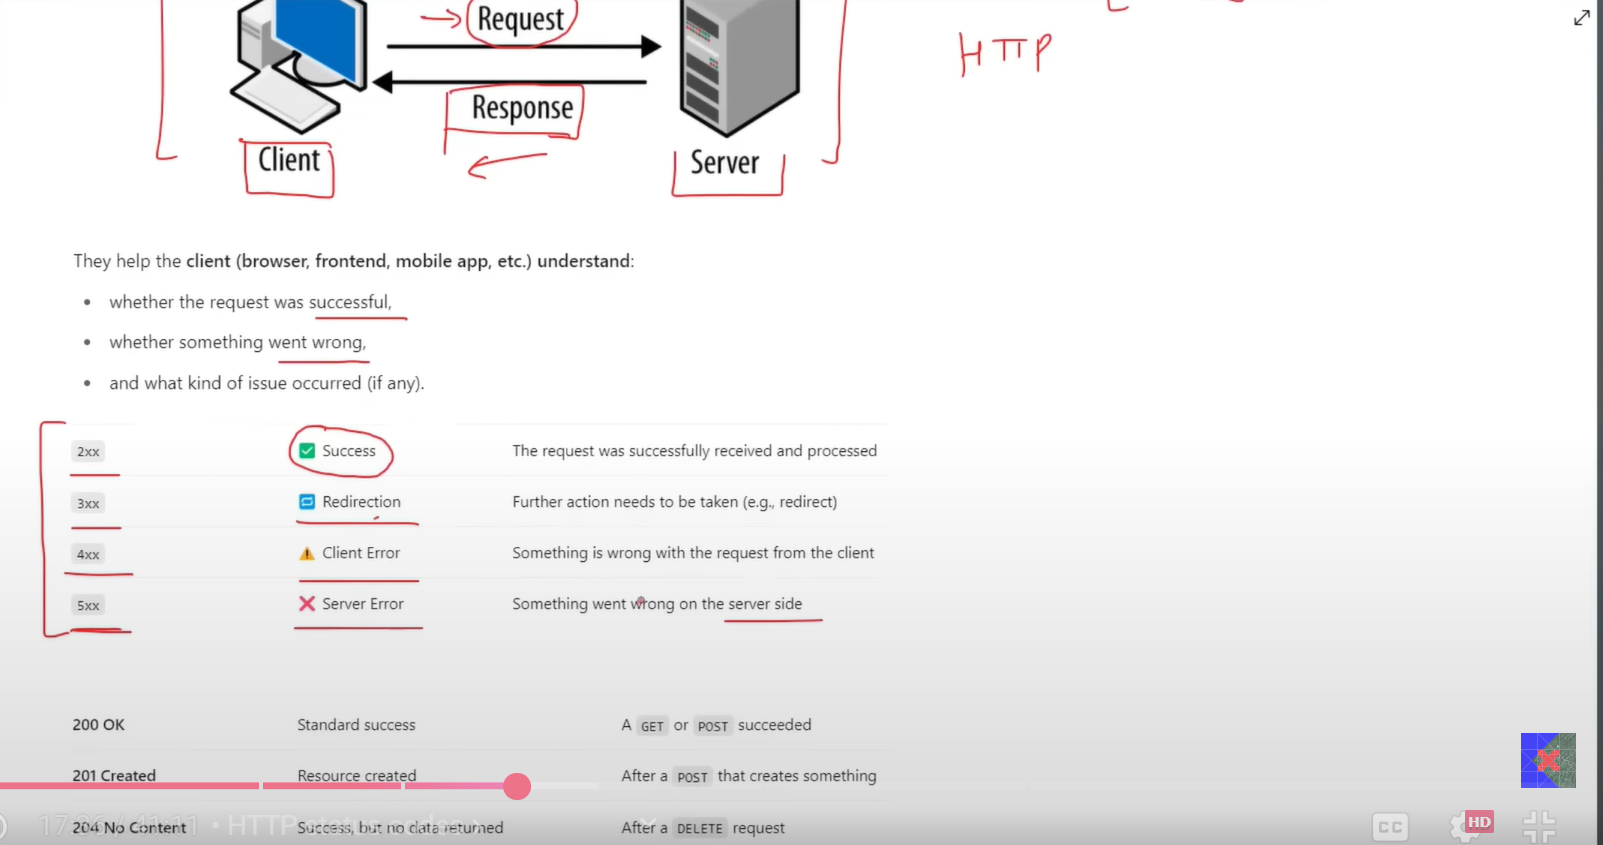 Request
HTTP
Response
Client
Server
They help the client (browser, frontend, mobile app, etc.) understand:
• whether the request was successful,
• whether something went wrong,
• and what kind of issue occurred (if any).
2xx ✅ Success The request was successfully received and processed
3xx 🔁 Redirection Further action needs to be taken (e.g., redirect)
4xx ⚠️ Client Error Something is wrong with the request from the client
5xx ❌ Server Error Something went wrong on the server side
200 OK Standard success A GET or POST succeeded
201 Created Resource created After a POST that creates something
204 No Content Success, but no data returned After a DELETE request
• HTTP status codes
CC
HD